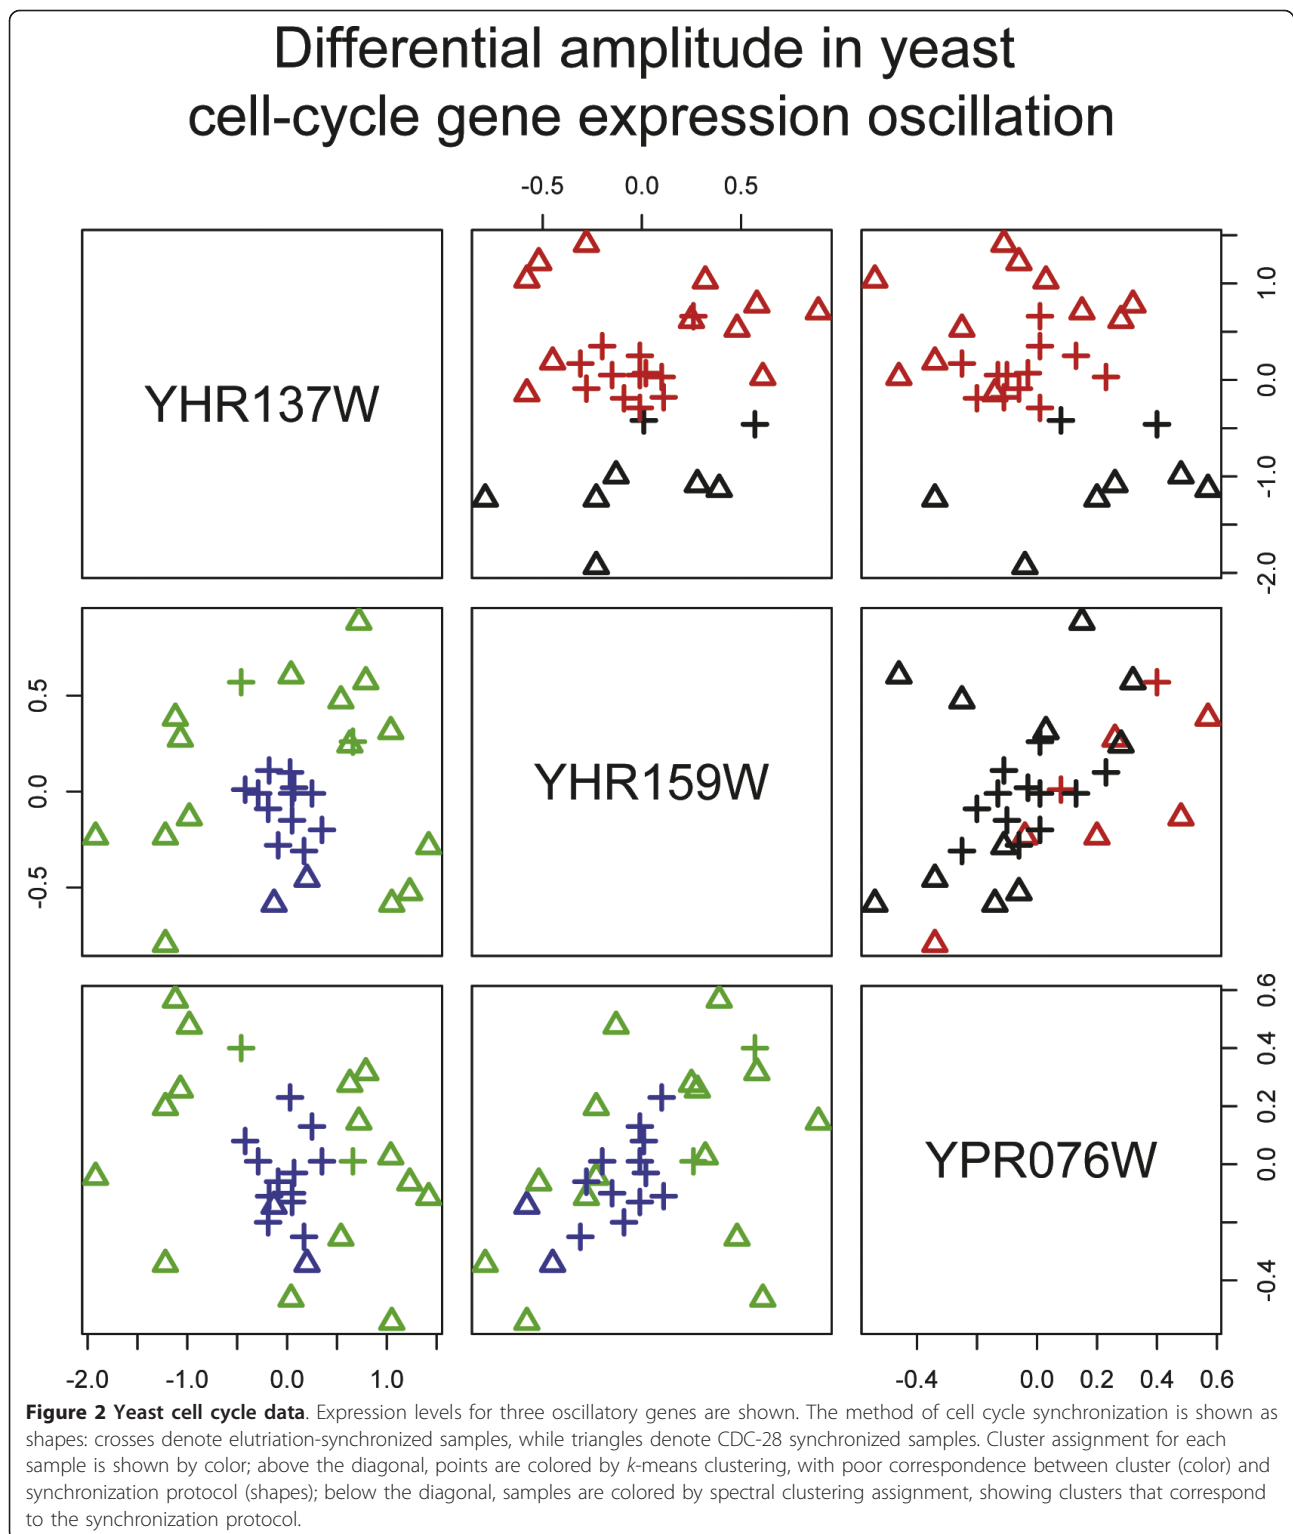 Differential amplitude in yeast
cell-cycle gene expression oscillation
-0.5 0.0 0.5
YHR137W
1.0
0.0
-1.0
-2.0
0.5
0.0
-0.5
YHR159W
YPR076W
0.6
0.4
0.2
0.0
-0.4
-2.0 -1.0 0.0 1.0
-0.4 0.0 0.2 0.4 0.6
Figure 2 Yeast cell cycle data. Expression levels for three oscillatory genes are shown. The method of cell cycle synchronization is shown as
shapes: crosses denote elutriation-synchronized samples, while triangles denote CDC-28 synchronized samples. Cluster assignment for each
sample is shown by color; above the diagonal, points are colored by k-means clustering, with poor correspondence between cluster (color) and
synchronization protocol (shapes); below the diagonal, samples are colored by spectral clustering assignment, showing clusters that correspond
to the synchronization protocol.